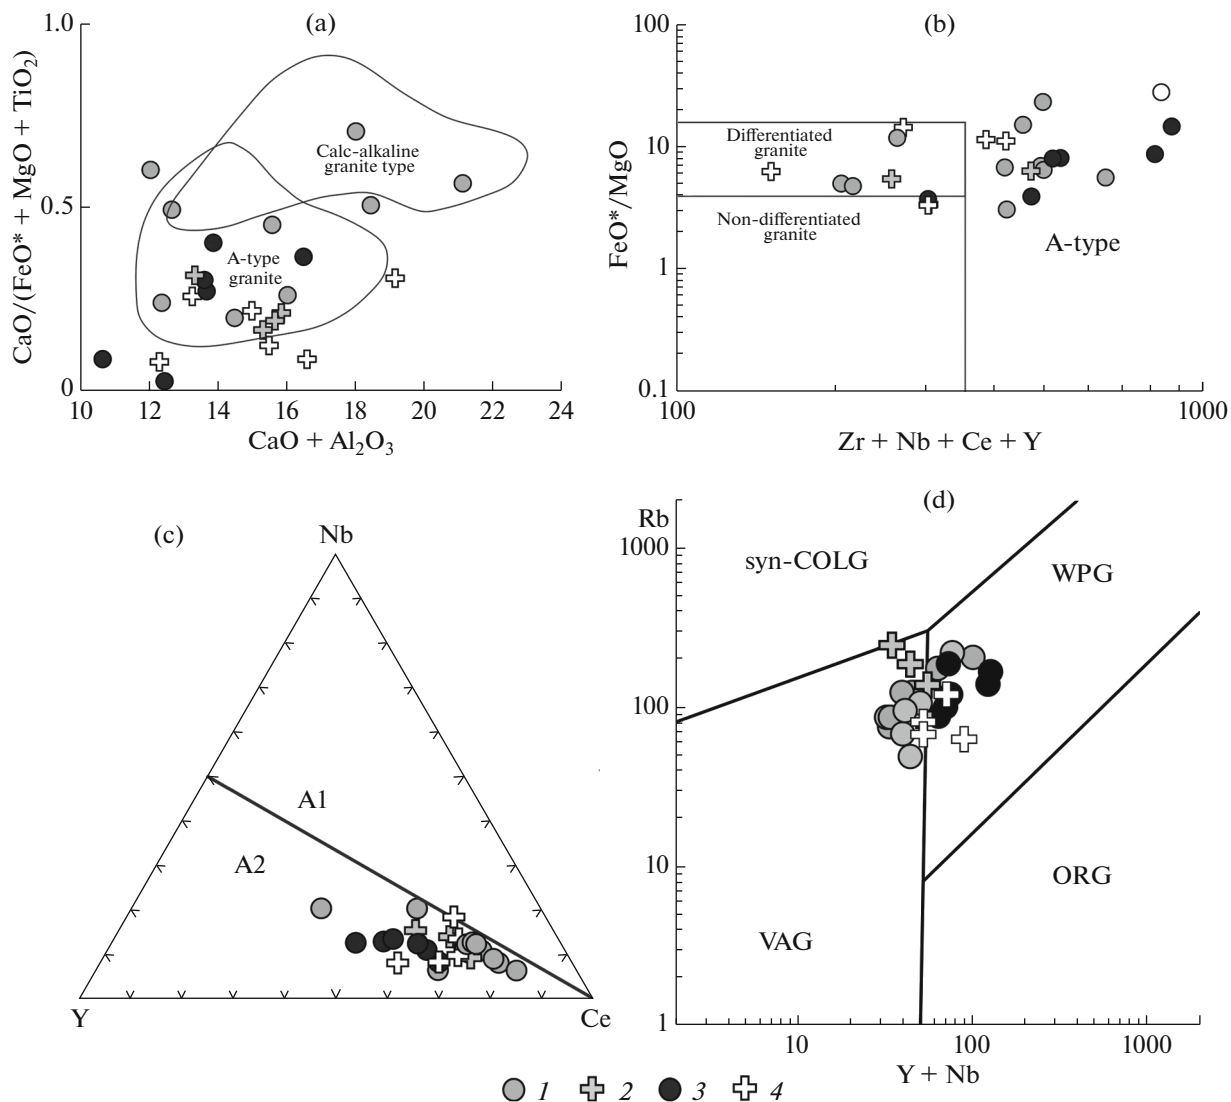 (a)
1.0
0.5
0
CaO/(FeO* + MgO + TiO₂)
Calc-alkaline
granite type
A-type
granite
10 12 14 16 18 20 22 24
CaO + Al₂O₃
(b)
100
10
1
0.1
FeO*/MgO
Differentiated
granite
Non-differentiated
granite
A-type
100 1000
Zr + Nb + Ce + Y
(c)
Nb
A1
A2
Y Ce
(d)
Rb
1000
100
10
1
syn-COLG
WPG
VAG
ORG
10 100 1000
Y + Nb
1 2 3 4